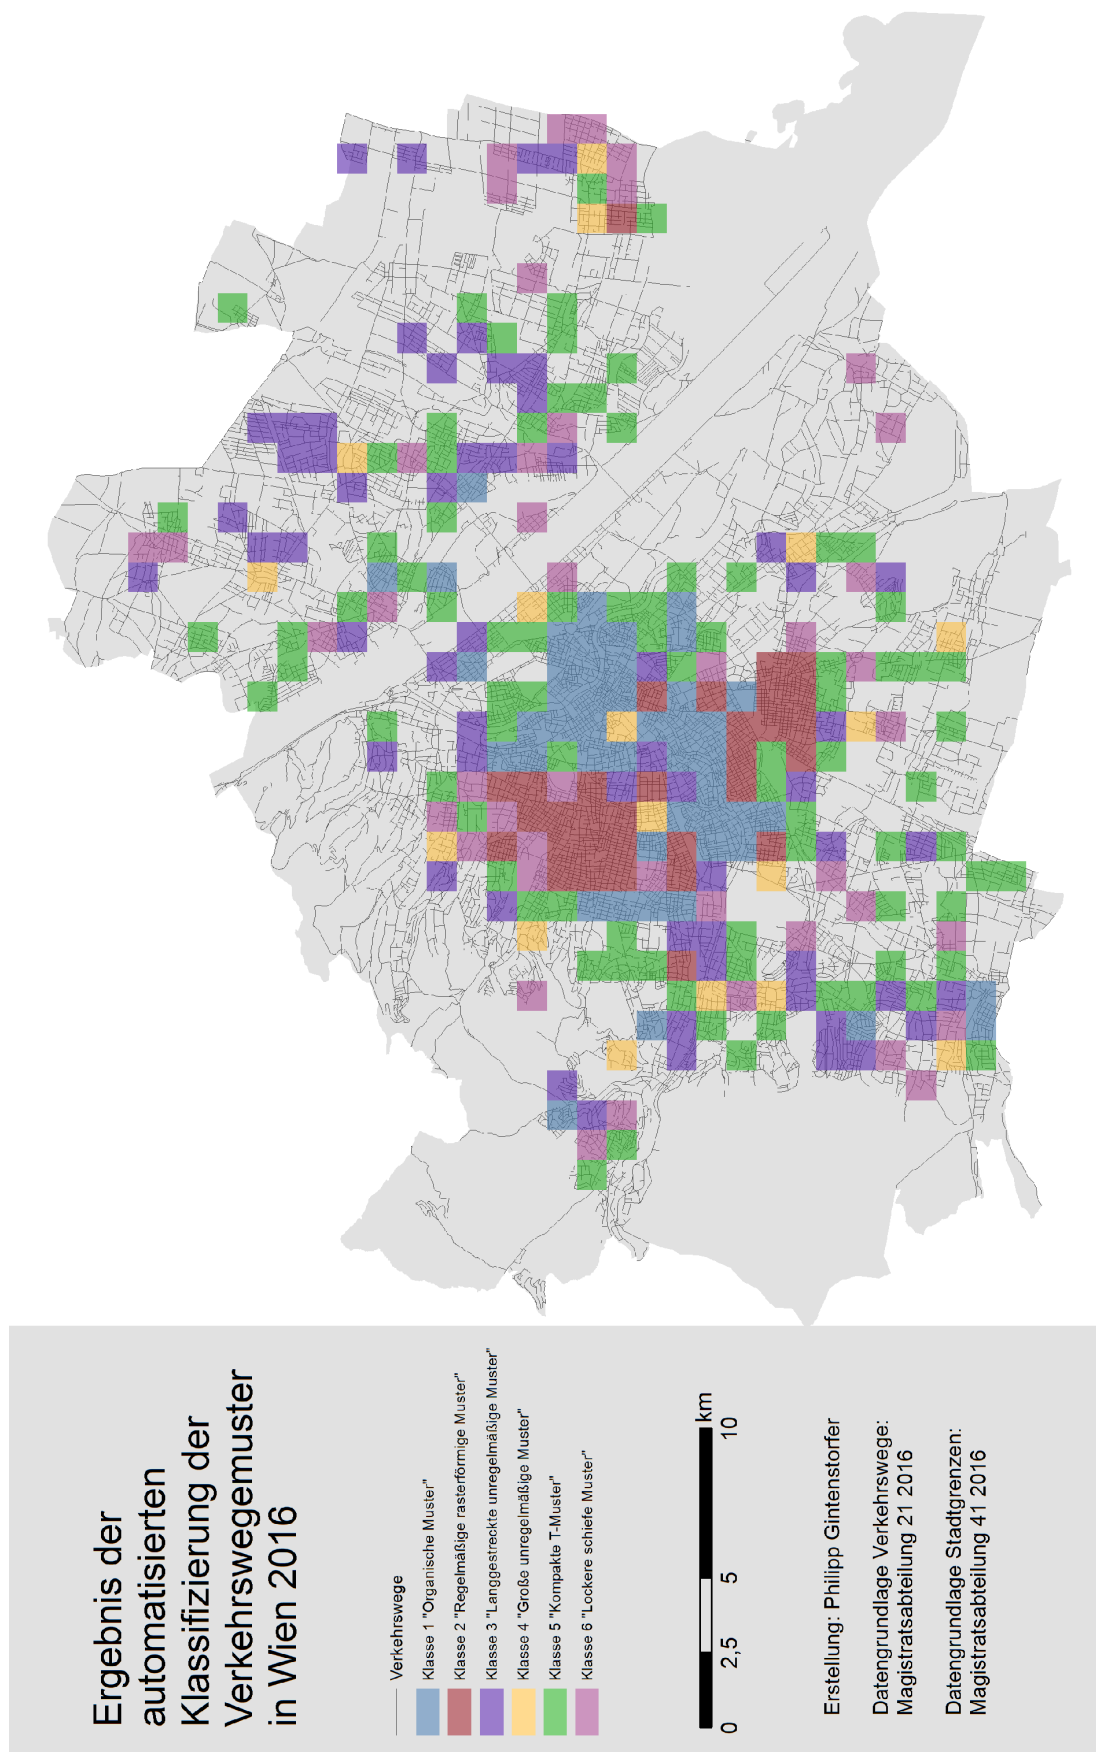 Ergebnis der
automatisierten
Klassifizierung der
Verkehrswegemuster
in Wien 2016
Verkehrswege
Klasse 1 "Organische Muster"
Klasse 2 "Regelmäßige rasterförmige Muster"
Klasse 3 "Langgestreckte unregelmäßige Muster"
Klasse 4 "Große unregelmäßige Muster"
Klasse 5 "Kompakte T-Muster"
Klasse 6 "Lockere schiefe Muster"
km
0 2,5 5 10
Erstellung: Philipp Gintenstorfer
Datengrundlage Verkehrswege:
Magistratsabteilung 21 2016
Datengrundlage Stadtgrenzen:
Magistratsabteilung 41 2016